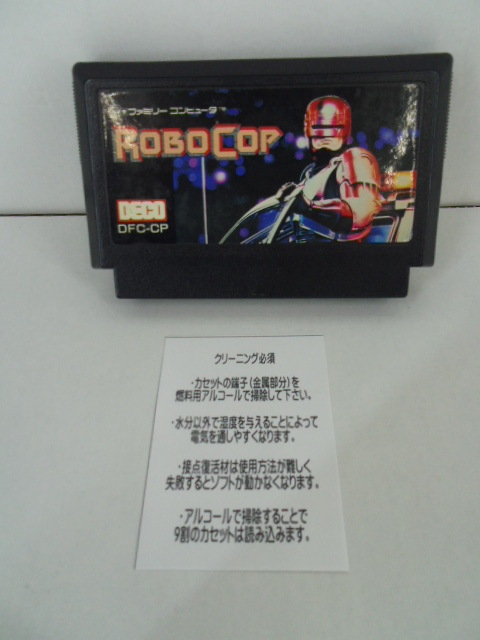 ファミリー コンピュータ™
ROBOCOP
DECO
DFC-CP
クリーニング必須
・カセットの端子(金属部分)を
燃料用アルコールで掃除して下さい。
・水分以外で湿度を与えることによって
電気を通しやすくなります。
・接点復活材は使用方法が難しく
失敗するとソフトが動かなくなります。
・アルコールで掃除することで
9割のカセットは読み込みます。